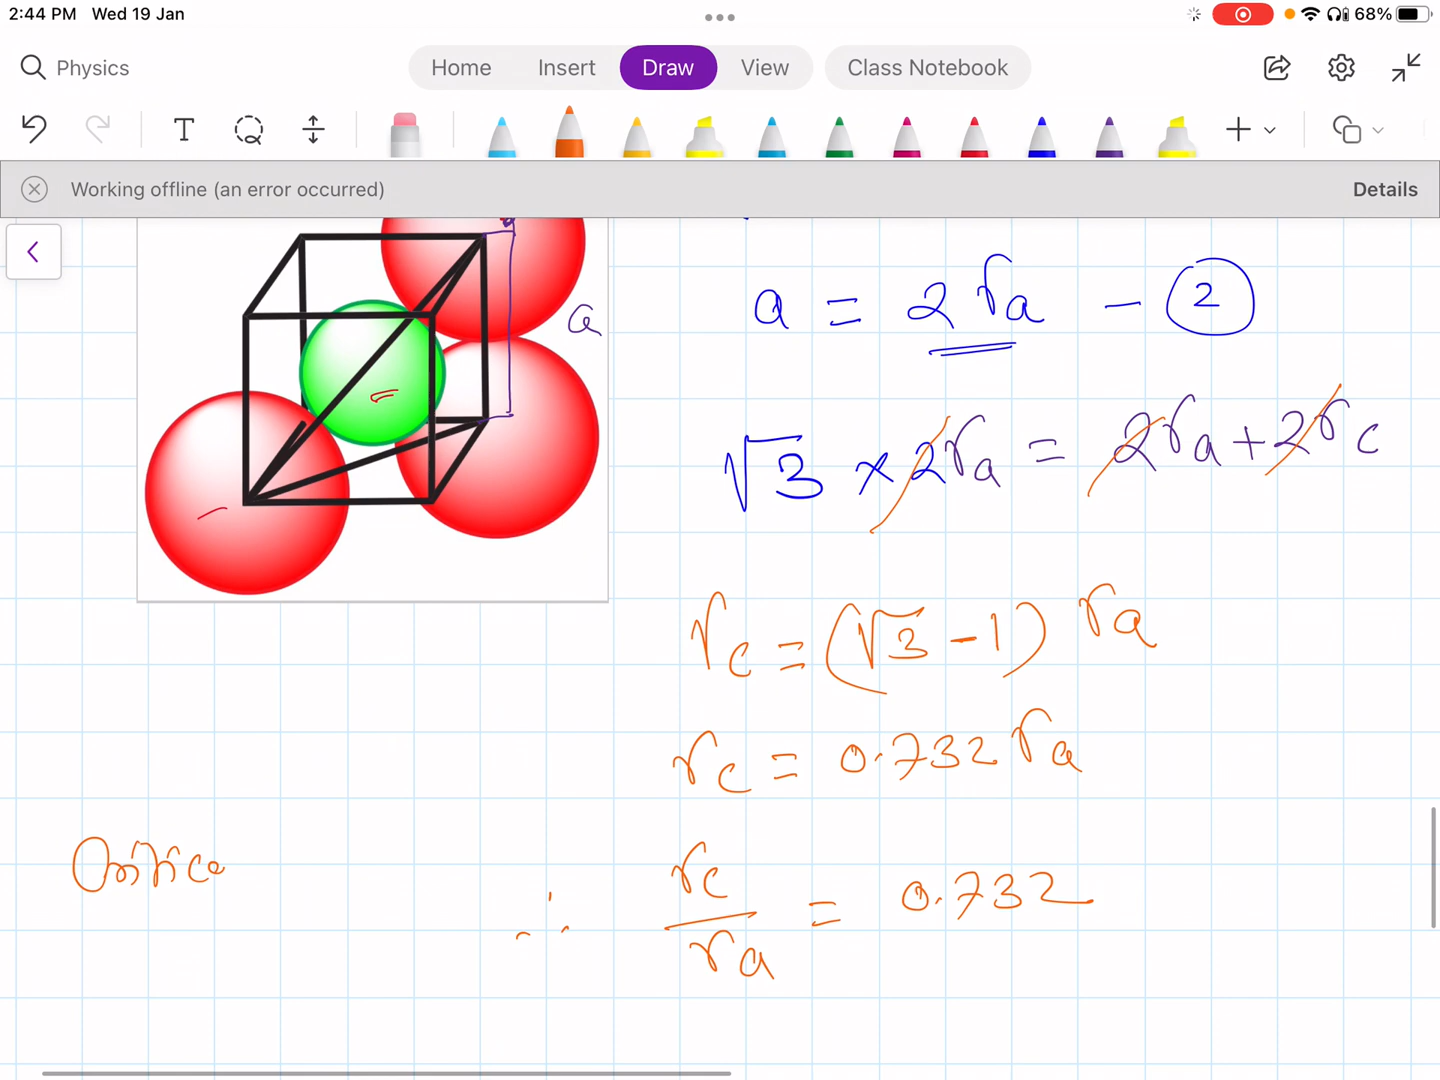 2:44 PM Wed 19 Jan
68%
Physics
Home Insert Draw View Class Notebook
T
Working offline (an error occurred)
Details
a
a = 2ra - 2
√3 × 2ra = 2ra + 2rc
rc = (√3 - 1) ra
rc = 0.732 ra
∴ rc/ra = 0.732